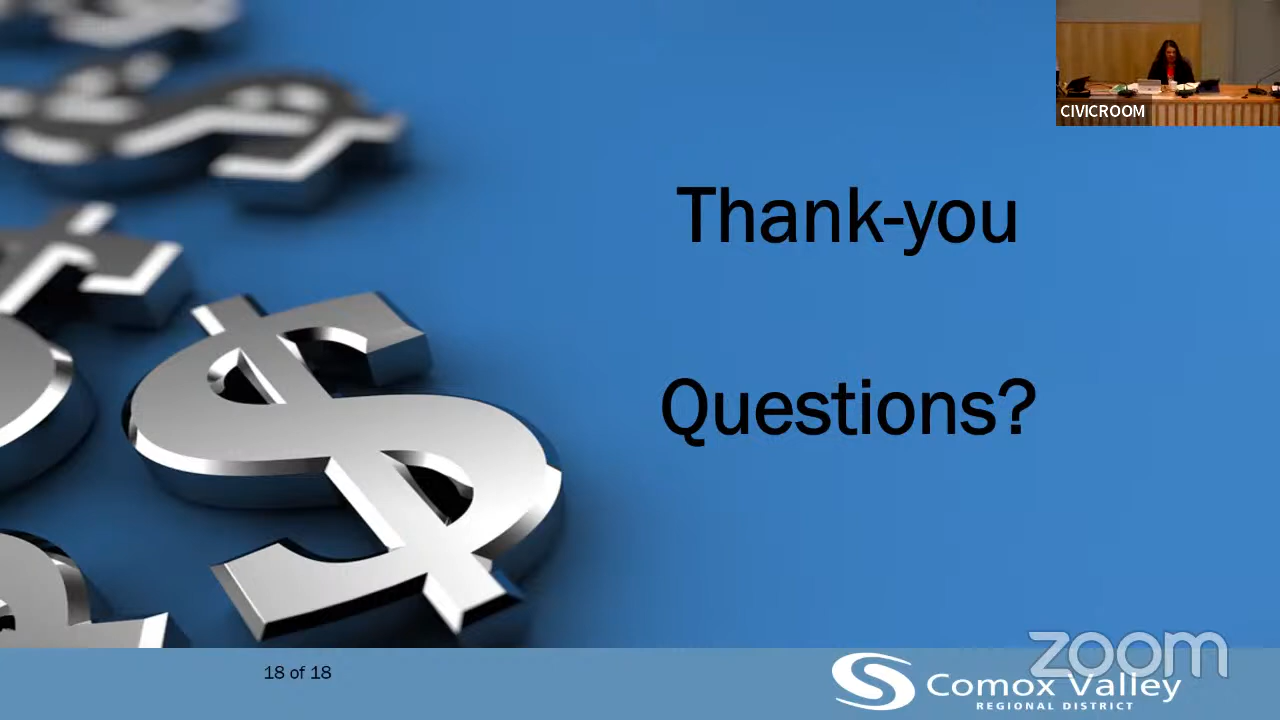 CIVICROOM
Thank-you
Questions?
18 of 18
zoom
Comox Valley
REGIONAL DISTRICT